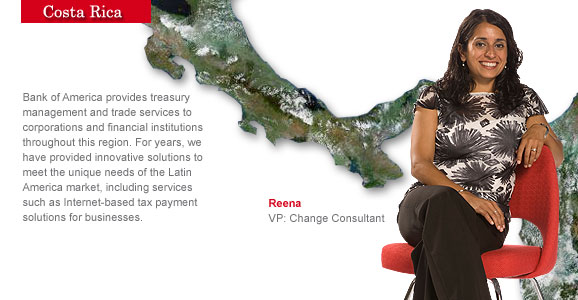 Costa Rica
Bank of America provides treasury
management and trade services to
corporations and financial institutions
throughout this region. For years, we
have provided innovative solutions to
meet the unique needs of the Latin
America market, including services
such as Internet-based tax payment
solutions for businesses.
Reena
VP: Change Consultant